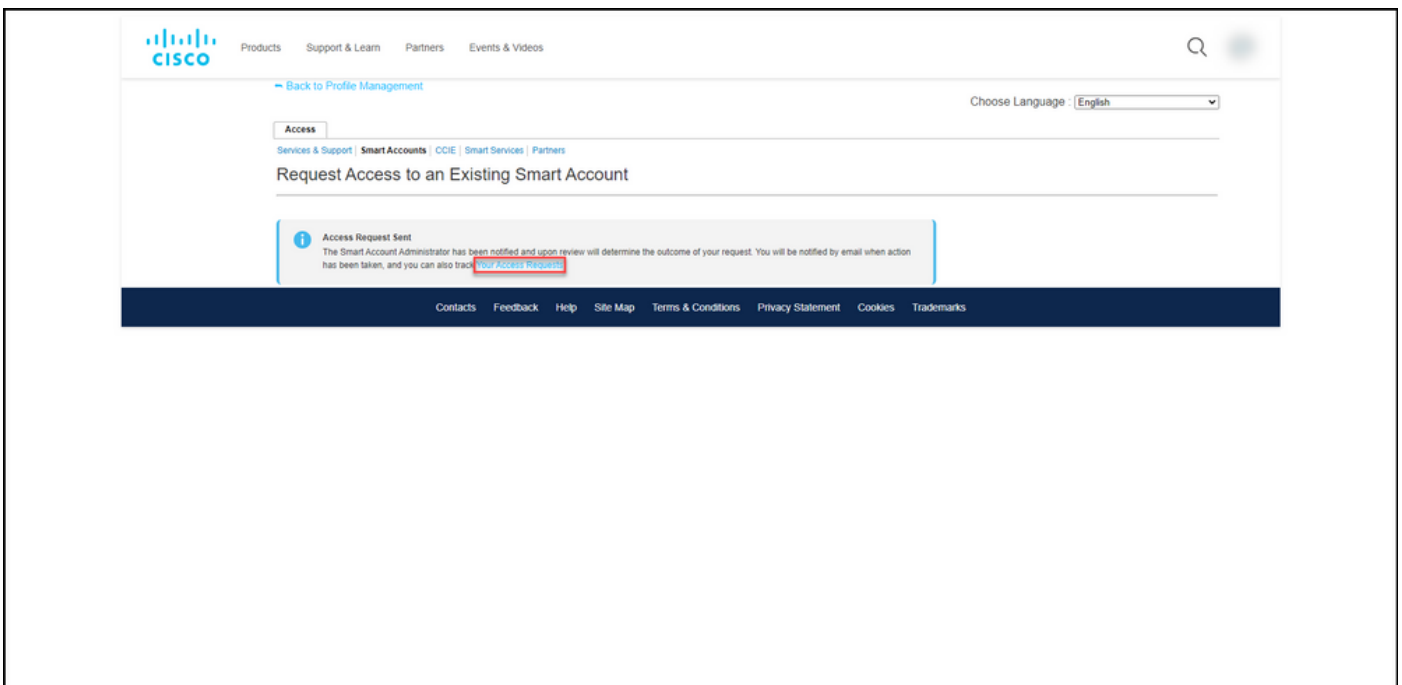 CISCO
Products Support & Learn Partners Events & Videos
Back to Profile Management
Choose Language : English
Access
Services & Support | Smart Accounts | CCIE | Smart Services | Partners
Request Access to an Existing Smart Account
Access Request Sent
The Smart Account Administrator has been notified and upon review will determine the outcome of your request. You will be notified by email when action
has been taken, and you can also track Your Access Requests
Contacts Feedback Help Site Map Terms & Conditions Privacy Statement Cookies Trademarks